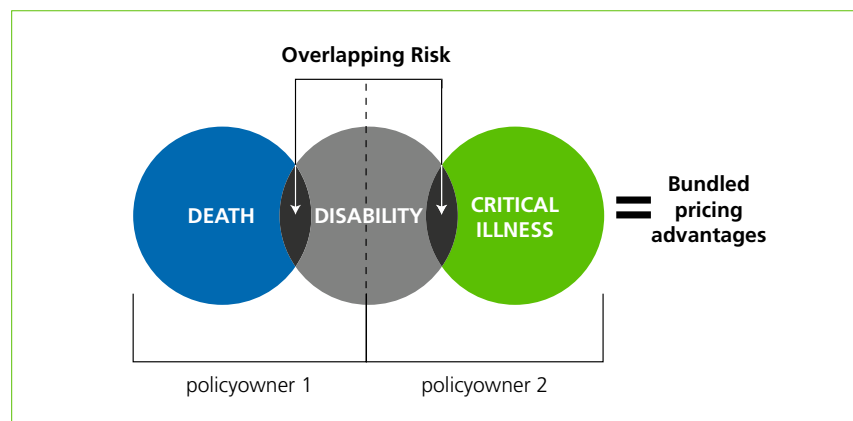 Overlapping Risk
DEATH
DISABILITY
CRITICAL
ILLNESS
=
Bundled
pricing
advantages
policyowner 1
policyowner 2